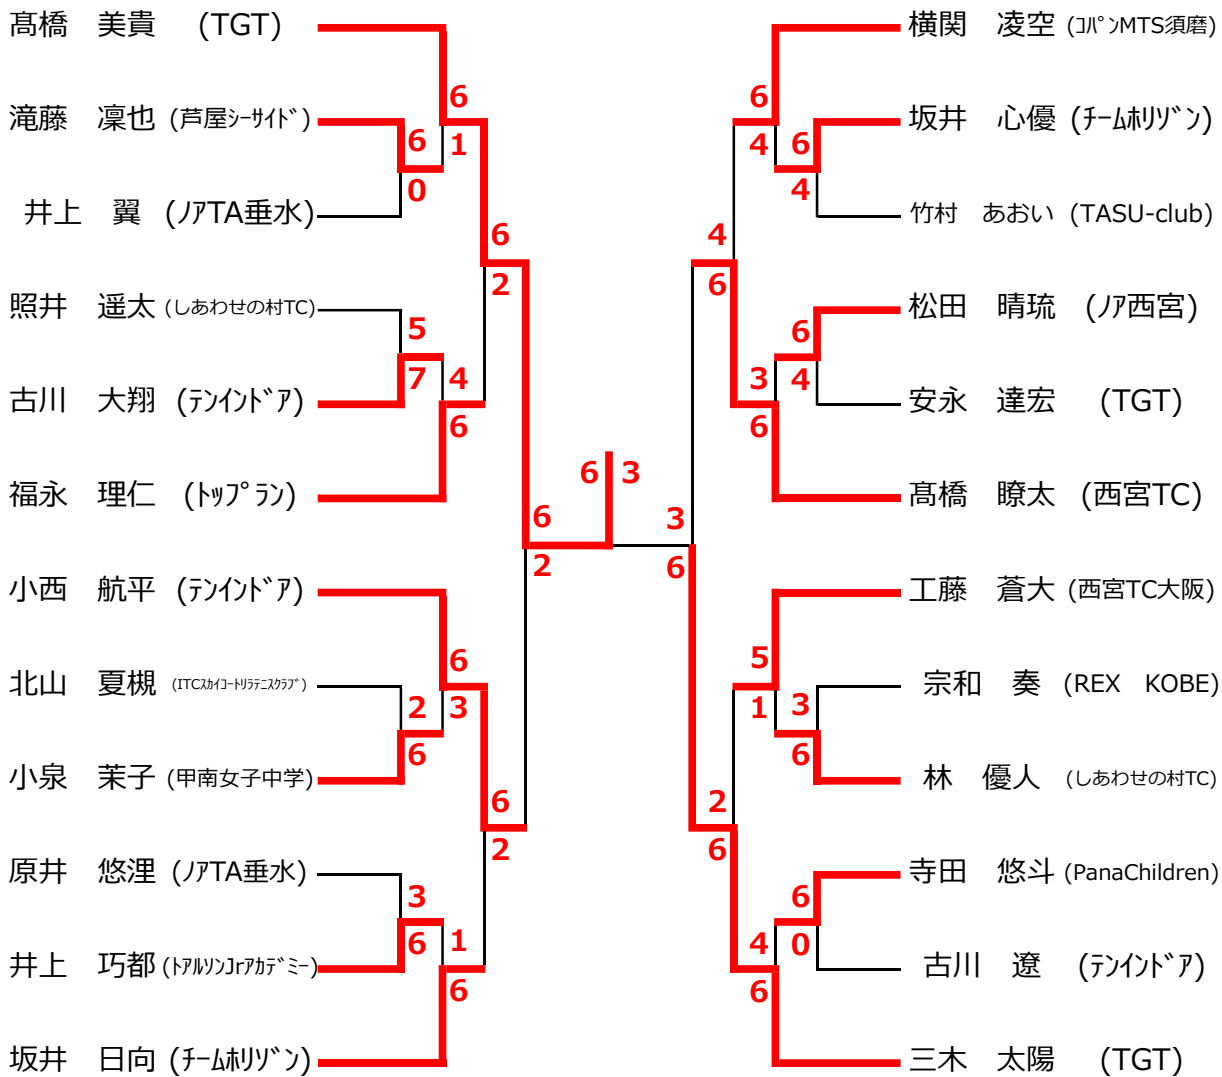 髙橋　美貴　(TGT)
滝藤　凜也 (芦屋ｼｰｻｲﾄﾞ)
井上　翼 (ﾉｱTA垂水)
照井　遥太 (しあわせの村TC)
古川　大翔 (ﾃﾝｲﾝﾄﾞｱ)
福永　理仁 (ﾄｯﾌﾟﾗﾝ)
小西　航平 (ﾃﾝｲﾝﾄﾞｱ)
北山　夏槻 (ITCｽｶｲｺｰﾄﾘﾗﾃﾆｽｸﾗﾌﾞ)
小泉　茉子 (甲南女子中学)
原井　悠浬 (ﾉｱTA垂水)
井上　巧都 (ﾄｱﾙｿﾝJrｱｶﾃﾞﾐｰ)
坂井　日向 (ﾁｰﾑﾎﾘｿﾞﾝ)
6
1
6
0
6
2
5
7
4
6
6
2
6
3
2
6
6
2
3
6
1
6
6 3
横関　凌空 (ｺﾊﾟﾝMTS須磨)
坂井　心優 (ﾁｰﾑﾎﾘｿﾞﾝ)
竹村　あおい (TASU-club)
松田　晴琉 (ﾉｱ西宮)
安永　達宏　(TGT)
髙橋　瞭太 (西宮TC)
工藤　蒼大 (西宮TC大阪)
宗和　奏 (REX　KOBE)
林　優人 (しあわせの村TC)
寺田　悠斗 (PanaChildren)
古川　遼 (ﾃﾝｲﾝﾄﾞｱ)
三木　太陽　(TGT)
6
4
6
4
4
6
6
4
3
6
3
6
5
1
3
6
2
6
6
0
4
6